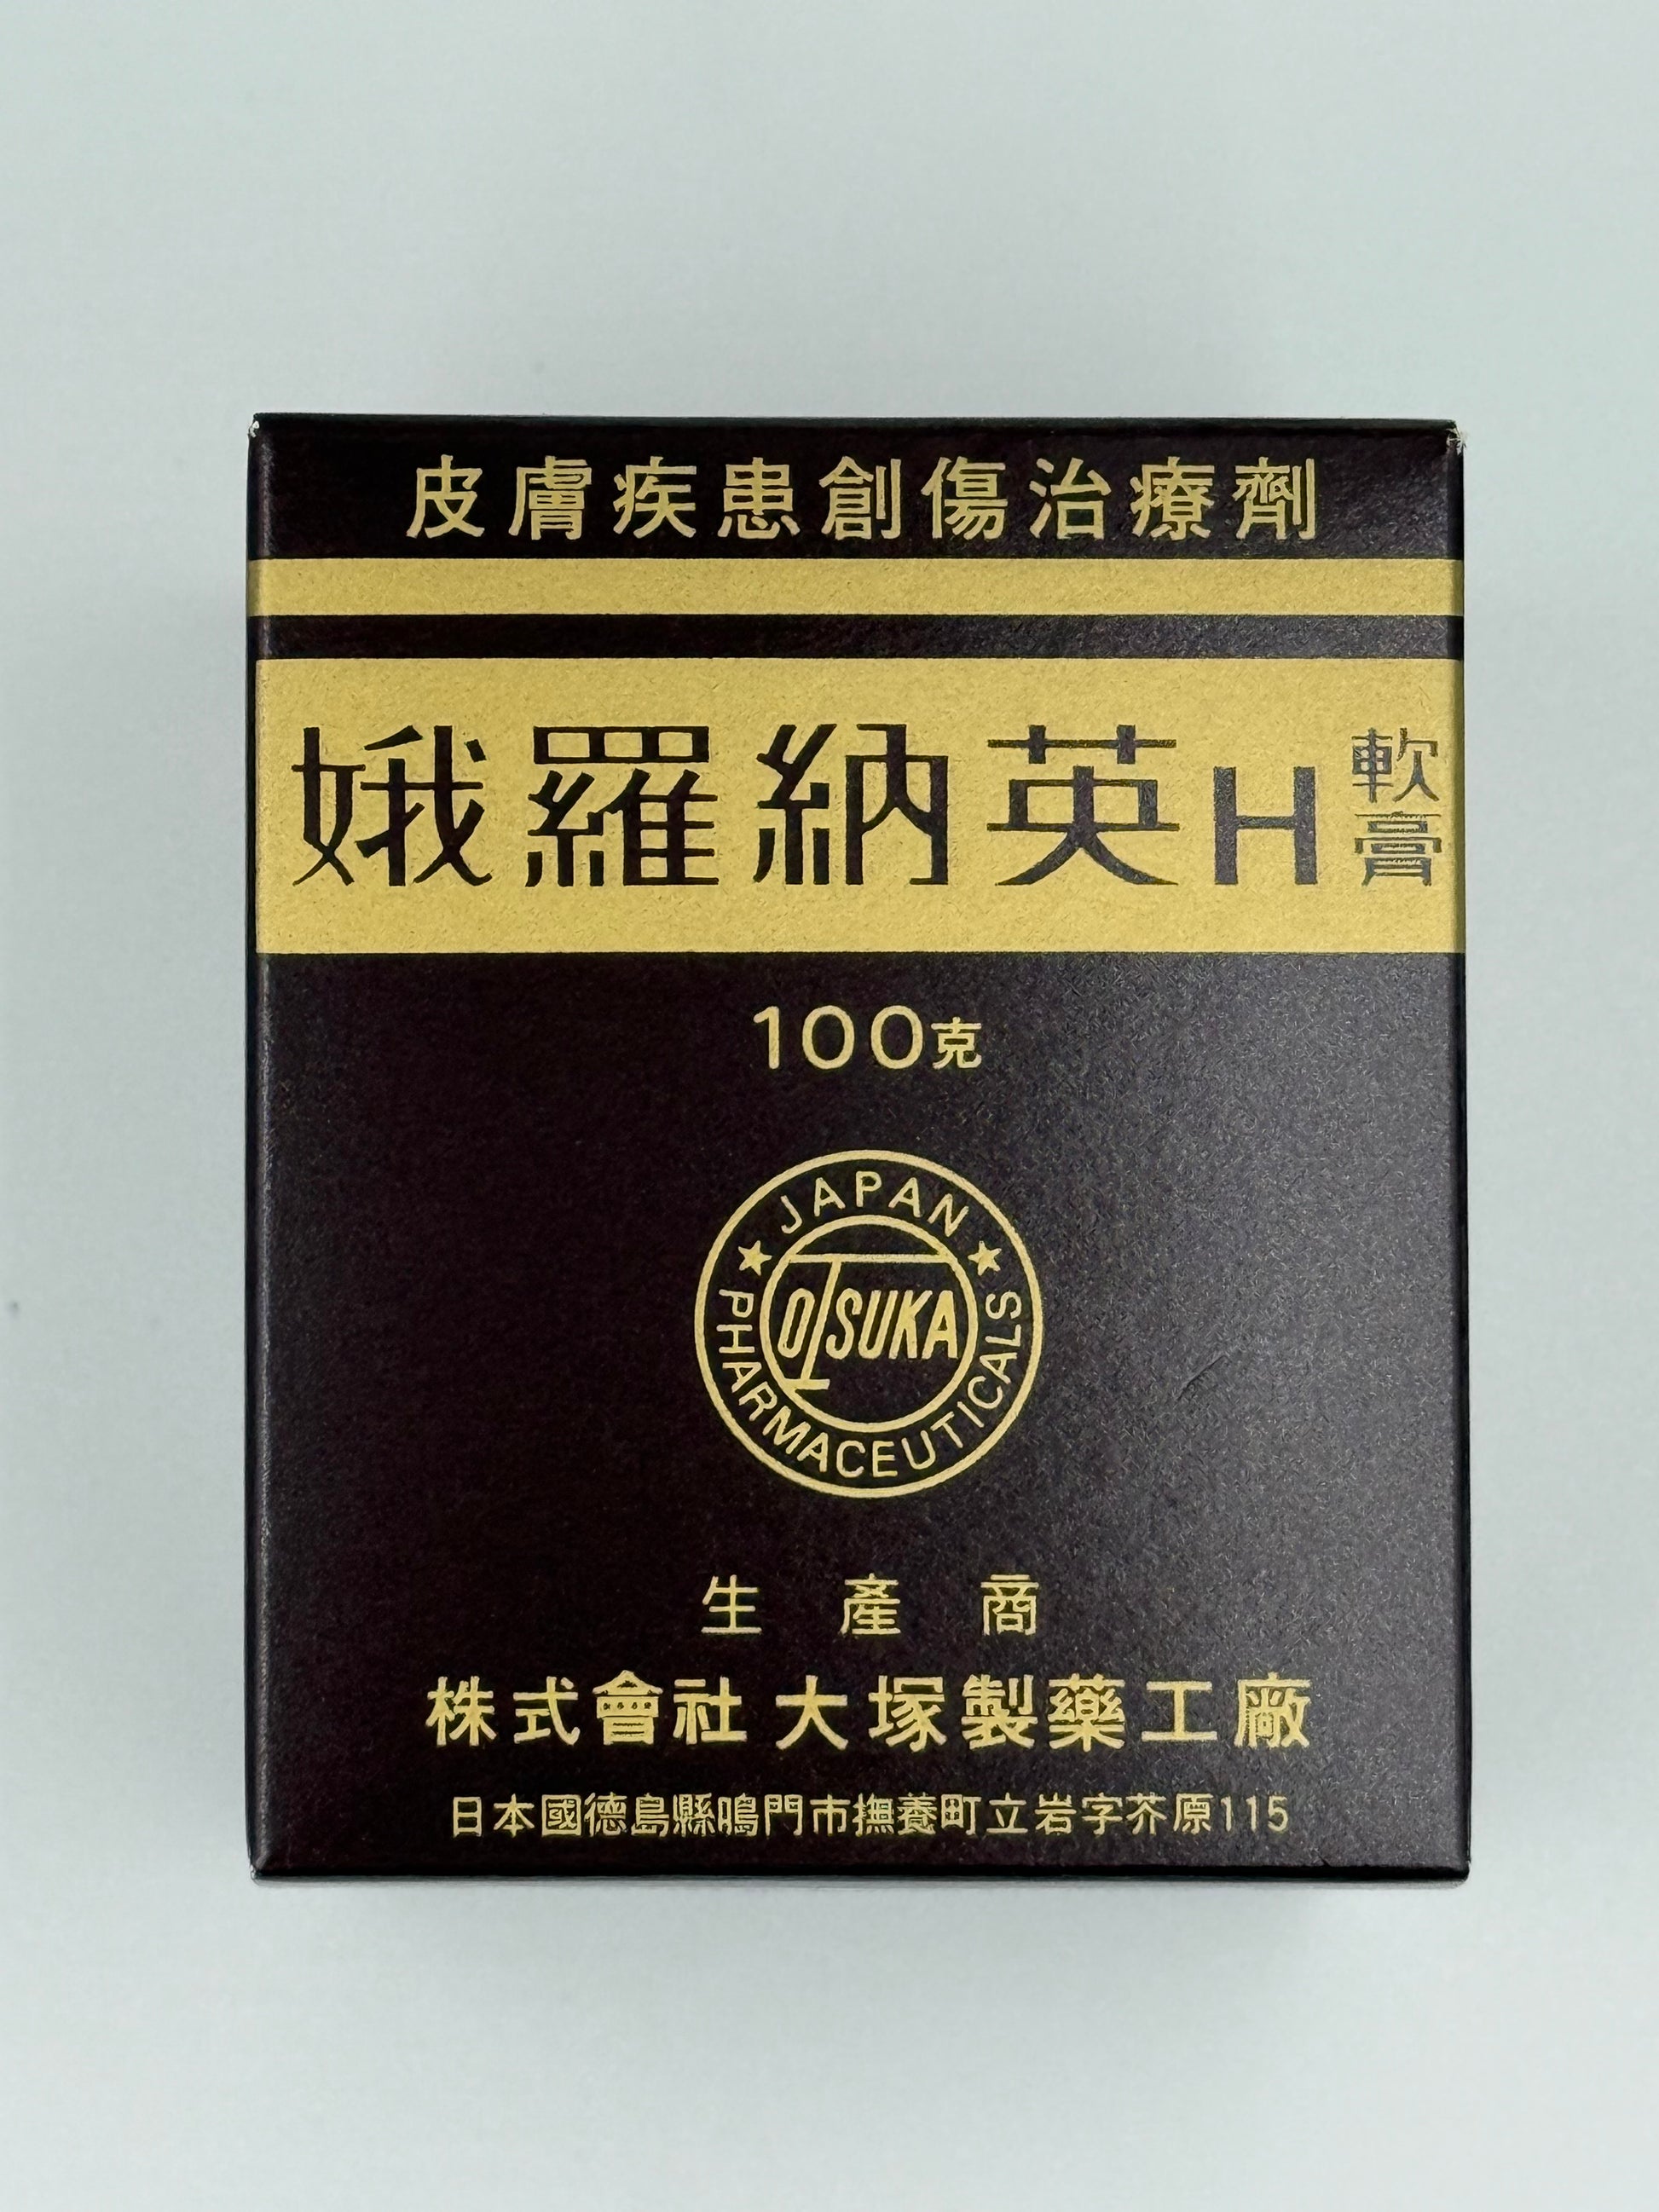 皮膚疾患創傷治療劑
娥羅納英H軟膏
100克
JAPAN
OTSUKA
PHARMACEUTICALS
生產商
株式會社大塚製藥工廠
日本國德島縣鳴門市撫養町立岩字芥原115